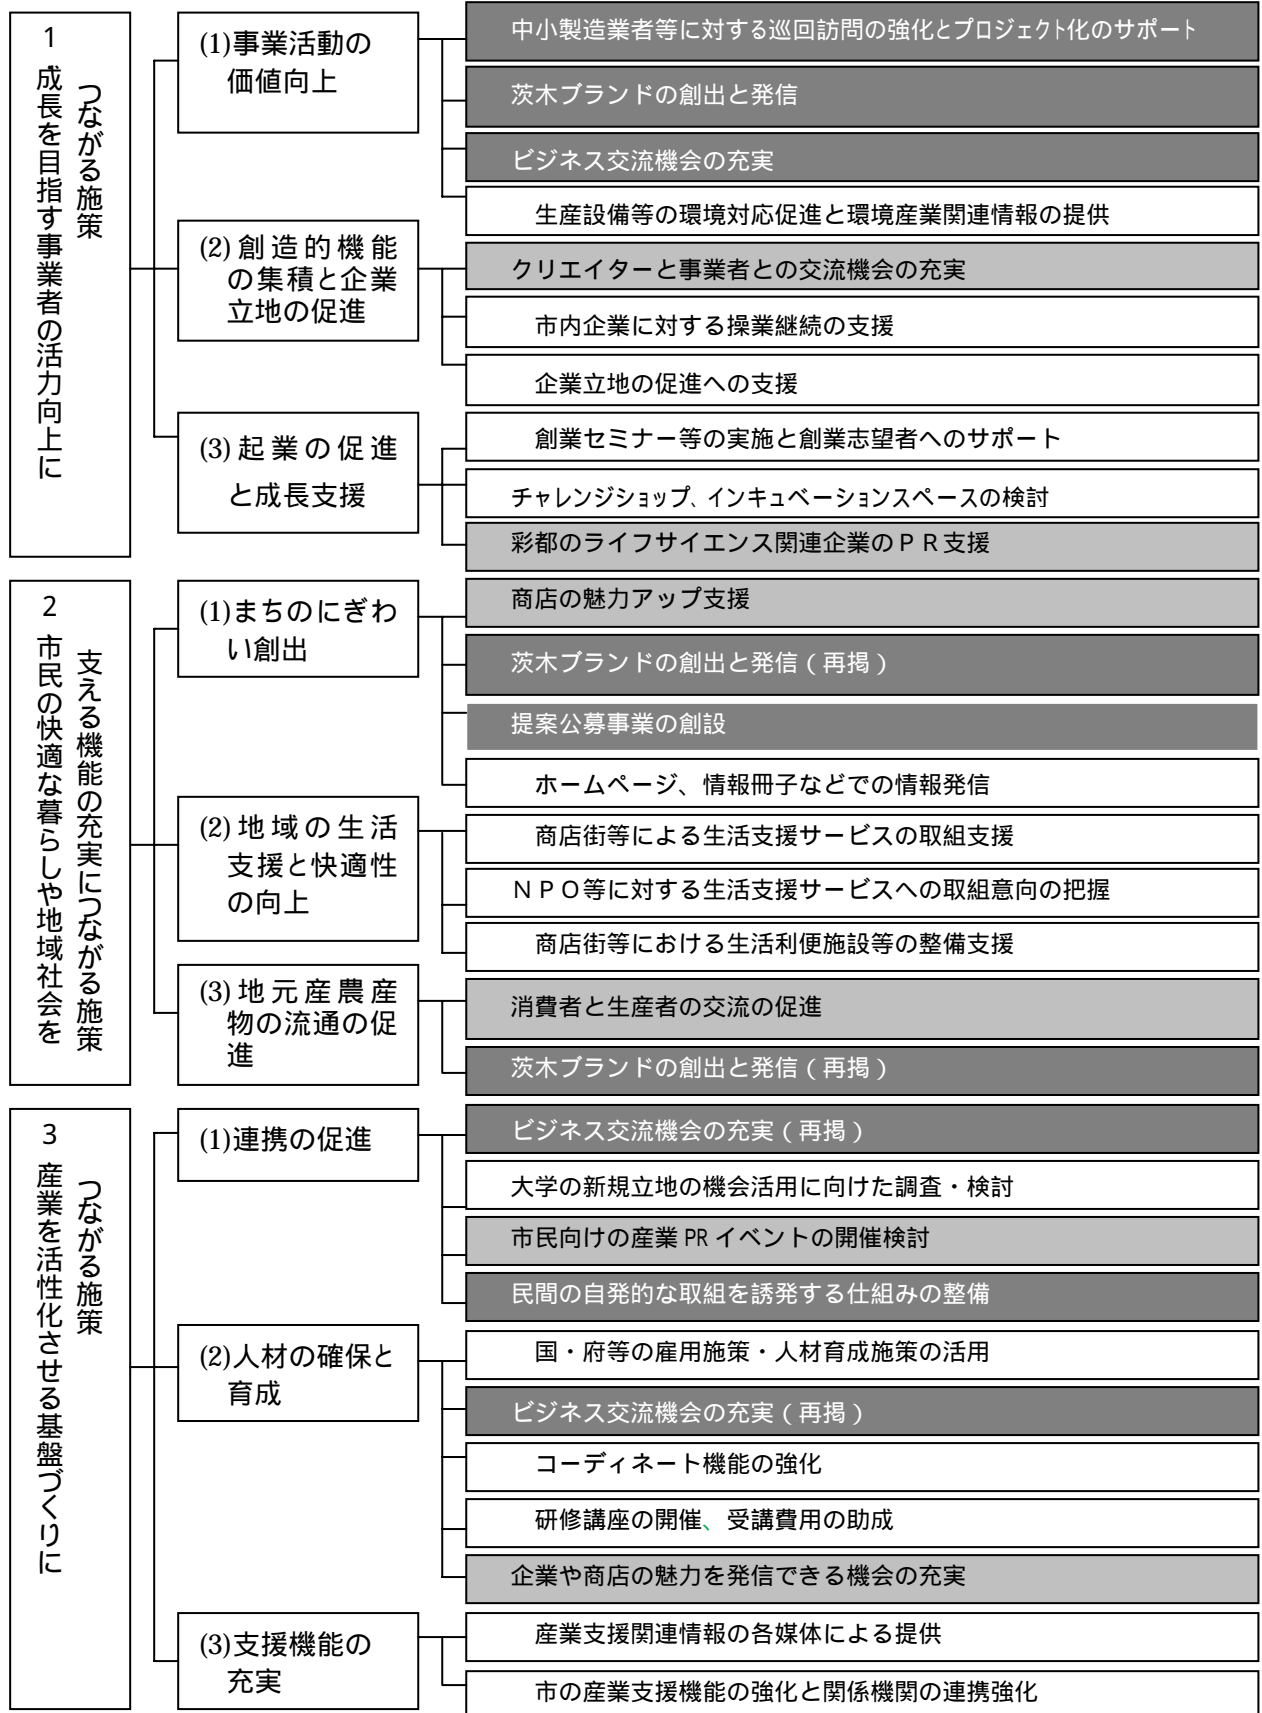 1 成長を目指す事業者の活力向上に
つながる施策
(1)事業活動の
価値向上
中小製造業者等に対する巡回訪問の強化とプロジェクト化のサポート
茨木ブランドの創出と発信
ビジネス交流機会の充実
生産設備等の環境対応促進と環境産業関連情報の提供
(2)創造的機能
の集積と企業
立地の促進
クリエイターと事業者との交流機会の充実
市内企業に対する操業継続の支援
企業立地の促進への支援
(3)起業の促進
と成長支援
創業セミナー等の実施と創業志望者へのサポート
チャレンジショップ、インキュベーションスペースの検討
彩都のライフサイエンス関連企業のPR支援
2 市民の快適な暮らしや地域社会を
支える機能の充実につながる施策
(1)まちのにぎわ
い創出
商店の魅力アップ支援
茨木ブランドの創出と発信(再掲)
提案公募事業の創設
ホームページ、情報冊子などでの情報発信
(2)地域の生活
支援と快適性
の向上
商店街等による生活支援サービスの取組支援
NPO等に対する生活支援サービスへの取組意向の把握
商店街等における生活利便施設等の整備支援
(3)地元産農産
物の流通の促
進
消費者と生産者の交流の促進
茨木ブランドの創出と発信(再掲)
3 産業を活性化させる基盤づくりに
つながる施策
(1)連携の促進
ビジネス交流機会の充実(再掲)
大学の新規立地の機会活用に向けた調査・検討
市民向けの産業PRイベントの開催検討
民間の自発的な取組を誘発する仕組みの整備
(2)人材の確保と
育成
国・府等の雇用施策・人材育成施策の活用
ビジネス交流機会の充実(再掲)
コーディネート機能の強化
研修講座の開催、受講費用の助成
企業や商店の魅力を発信できる機会の充実
(3)支援機能の
充実
産業支援関連情報の各媒体による提供
市の産業支援機能の強化と関係機関の連携強化